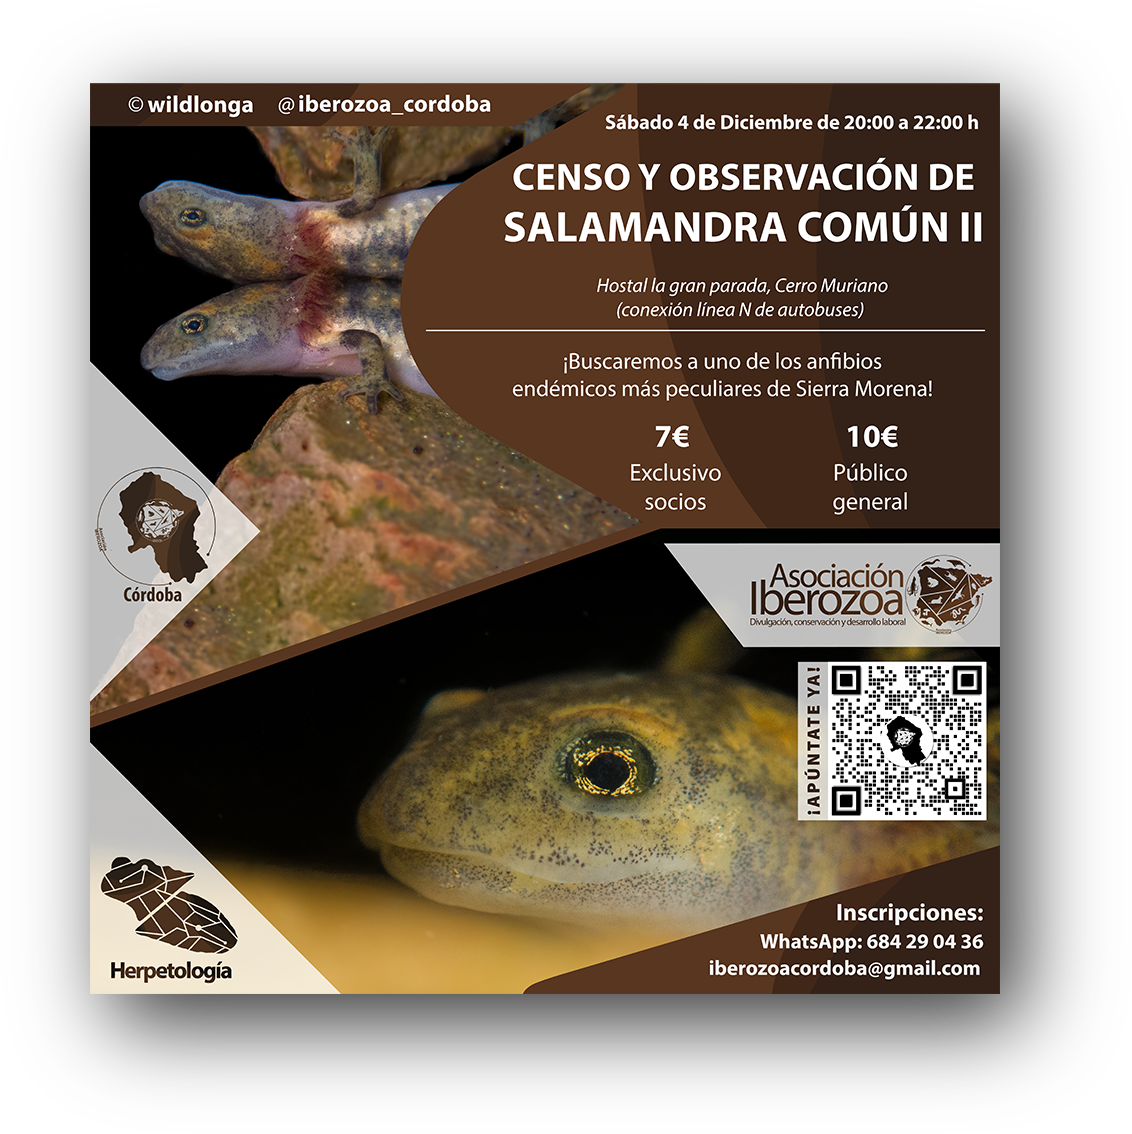 © wildlonga @iberozoa_cordoba
Sábado 4 de Diciembre de 20:00 a 22:00 h
CENSO Y OBSERVACIÓN DE
SALAMANDRA COMÚN II
Hostal la gran parada, Cerro Muriano
(conexión línea N de autobuses)
¡Buscaremos a uno de los anfibios
endémicos más peculiares de Sierra Morena!
7€
Exclusivo
socios
10€
Público
general
Córdoba
Asociación
Iberozoa
Divulgación, conservación y desarrollo laboral
¡APÚNTATE YA!
Herpetología
Inscripciones:
WhatsApp: 684 29 04 36
iberozoacordoba@gmail.com